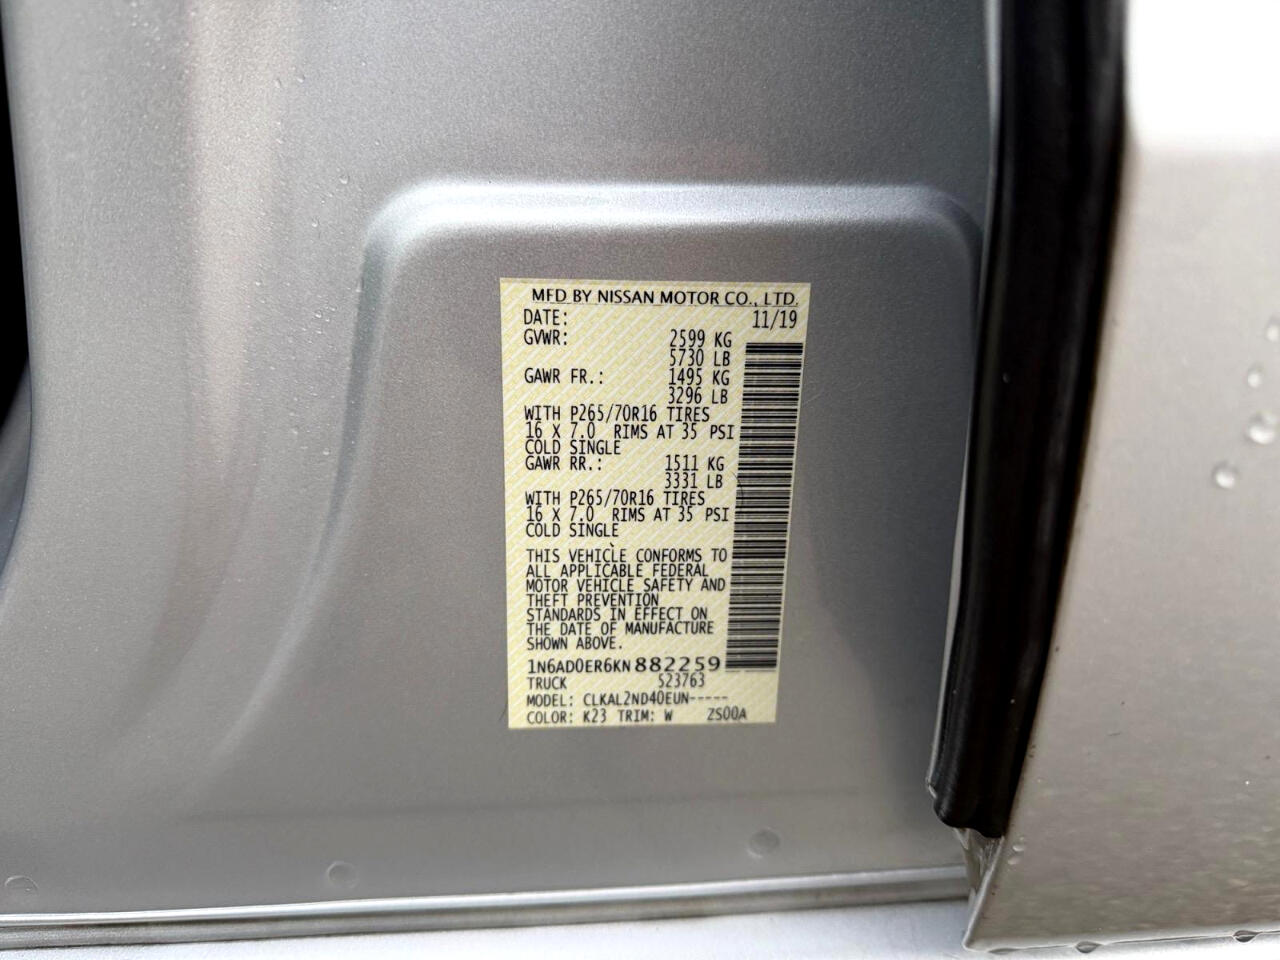 MFD BY NISSAN MOTOR CO., LTD.
DATE: 11/19
GVWR: 2599 KG
5730 LB
GAWR FR.: 1495 KG
3296 LB
WITH P265/70R16 TIRES
16 X 7.0 RIMS AT 35 PSI
COLD SINGLE
GAWR RR.: 1511 KG
3331 LB
WITH P265/70R16 TIRES
16 X 7.0 RIMS AT 35 PSI
COLD SINGLE
THIS VEHICLE CONFORMS TO
ALL APPLICABLE FEDERAL
MOTOR VEHICLE SAFETY AND
THEFT PREVENTION
STANDARDS IN EFFECT ON
THE DATE OF MANUFACTURE
SHOWN ABOVE.
1N6AD0ER6KN882259
TRUCK 523763
MODEL: CLKAL2ND40EUN-----
COLOR: K23 TRIM: W ZS00A